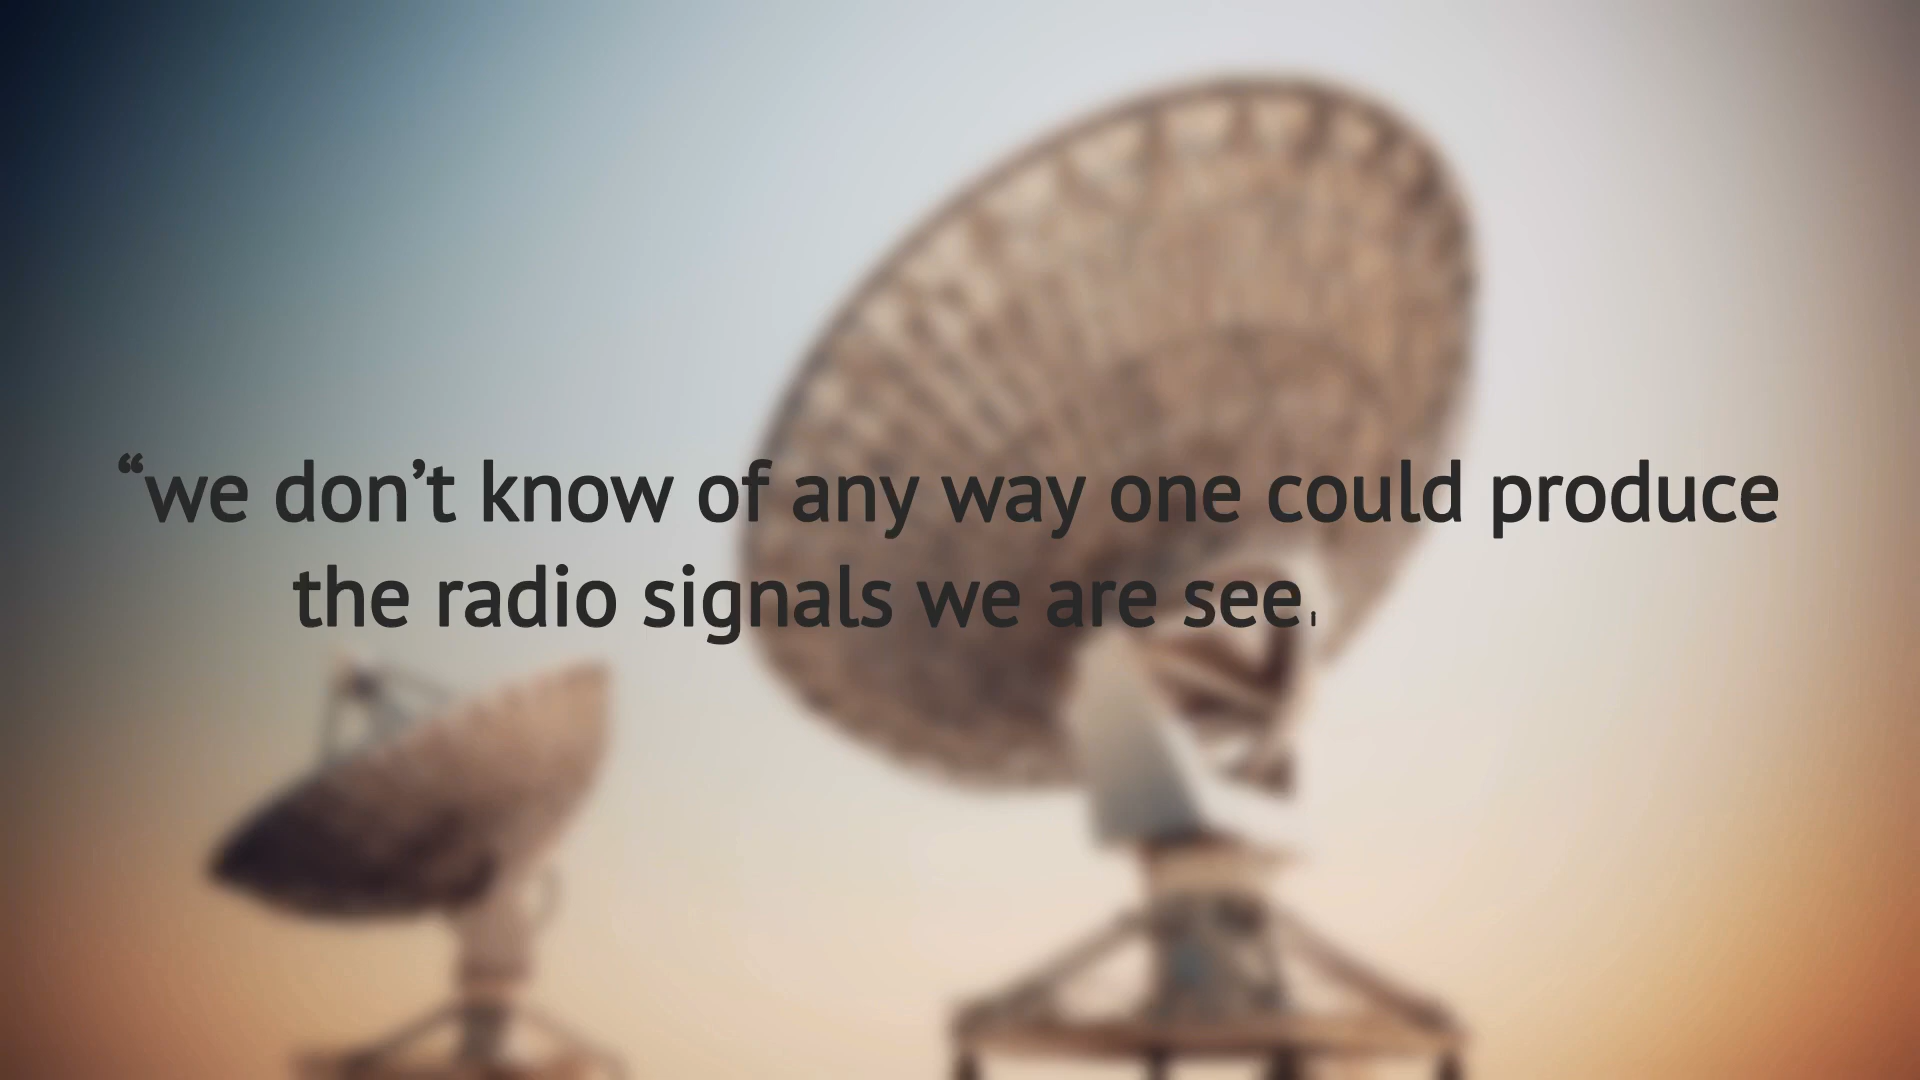 “we don’t know of any way one could produce
the radio signals we are see